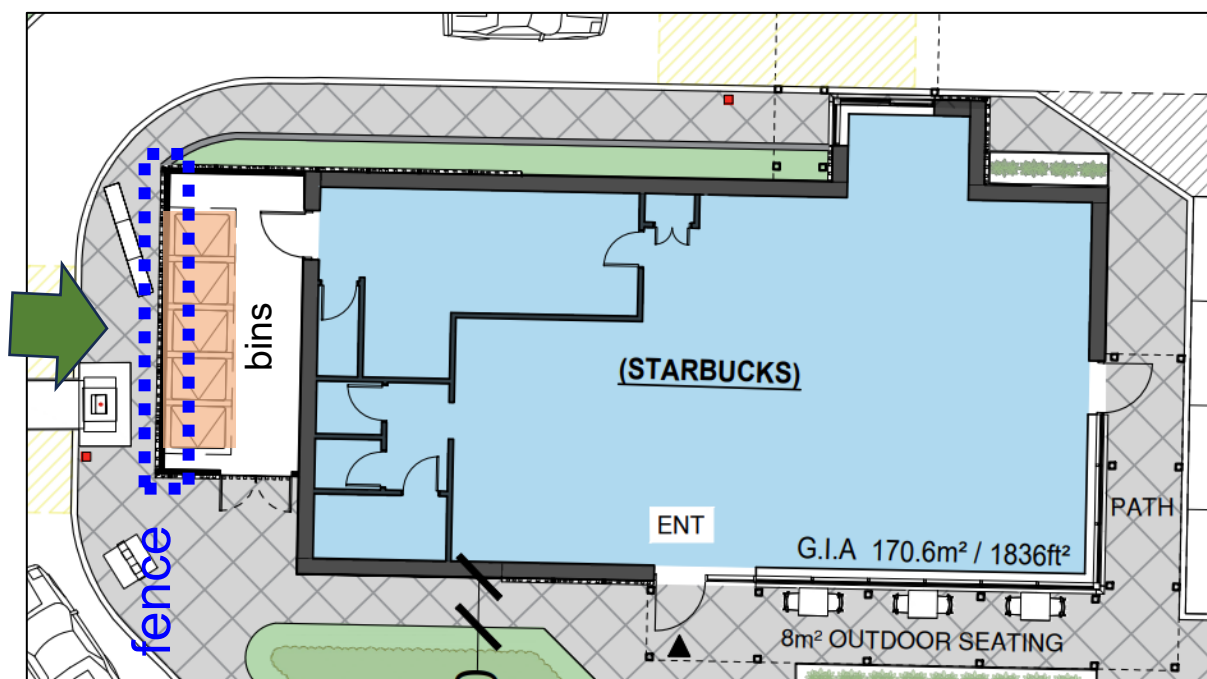 bins
(STARBUCKS)
ENT
G.I.A 170.6m² / 1836ft²
PATH
fence
8m² OUTDOOR SEATING